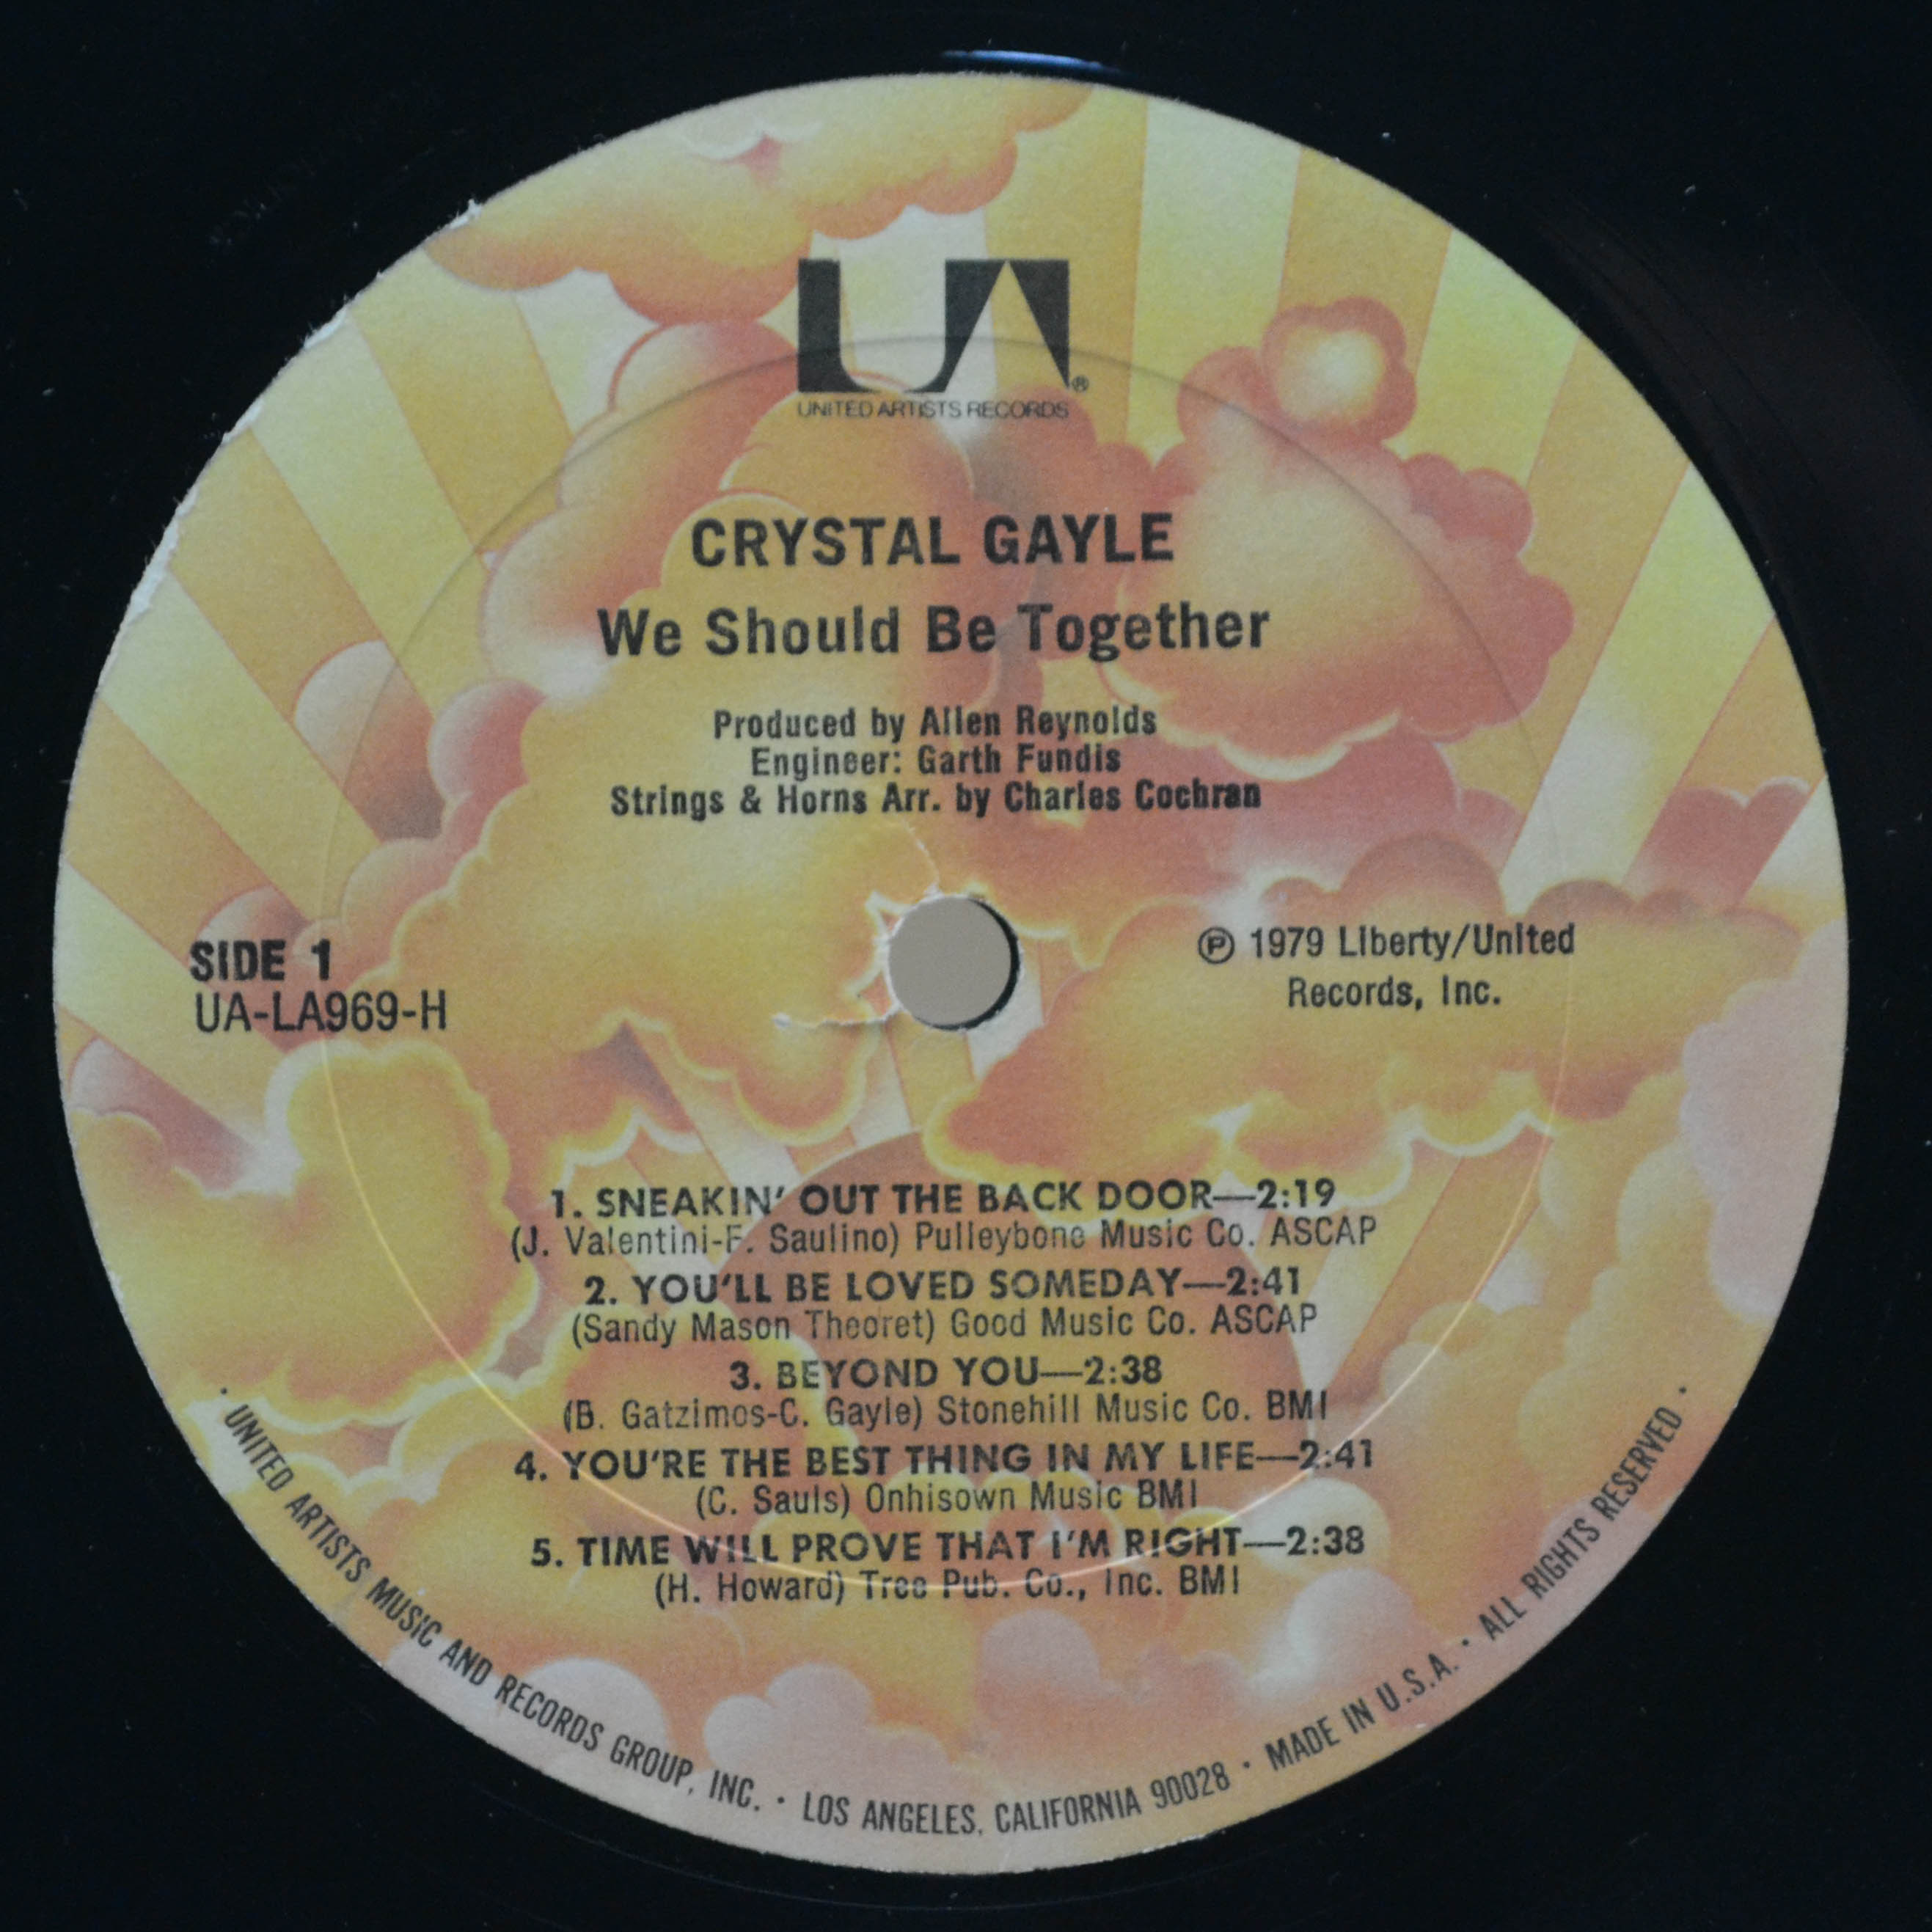 UA®
UNITED ARTISTS RECORDS
CRYSTAL GAYLE
We Should Be Together
Produced by Allen Reynolds
Engineer: Garth Fundis
Strings & Horns Arr. by Charles Cochran
SIDE 1
UA-LA969-H
℗ 1979 Liberty/United
Records, Inc.
1. SNEAKIN' OUT THE BACK DOOR—2:19
(J. Valentini-F. Saulino) Pulleybone Music Co. ASCAP
2. YOU'LL BE LOVED SOMEDAY—2:41
(Sandy Mason Theoret) Good Music Co. ASCAP
3. BEYOND YOU—2:38
(B. Gatzimos-C. Gayle) Stonehill Music Co. BMI
4. YOU'RE THE BEST THING IN MY LIFE—2:41
(C. Sauls) Onhisown Music BMI
5. TIME WILL PROVE THAT I'M RIGHT—2:38
(H. Howard) Tree Pub. Co., Inc. BMI
· UNITED ARTISTS MUSIC AND RECORDS GROUP, INC. · LOS ANGELES, CALIFORNIA 90028 · MADE IN U.S.A. · ALL RIGHTS RESERVED ·